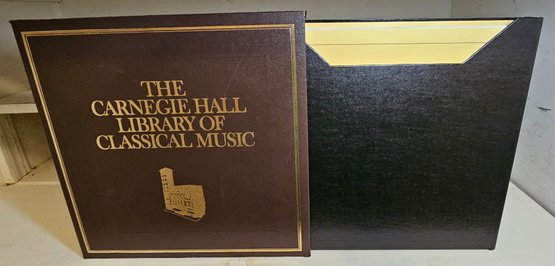 THE
CARNEGIE HALL
LIBRARY OF
CLASSICAL MUSIC